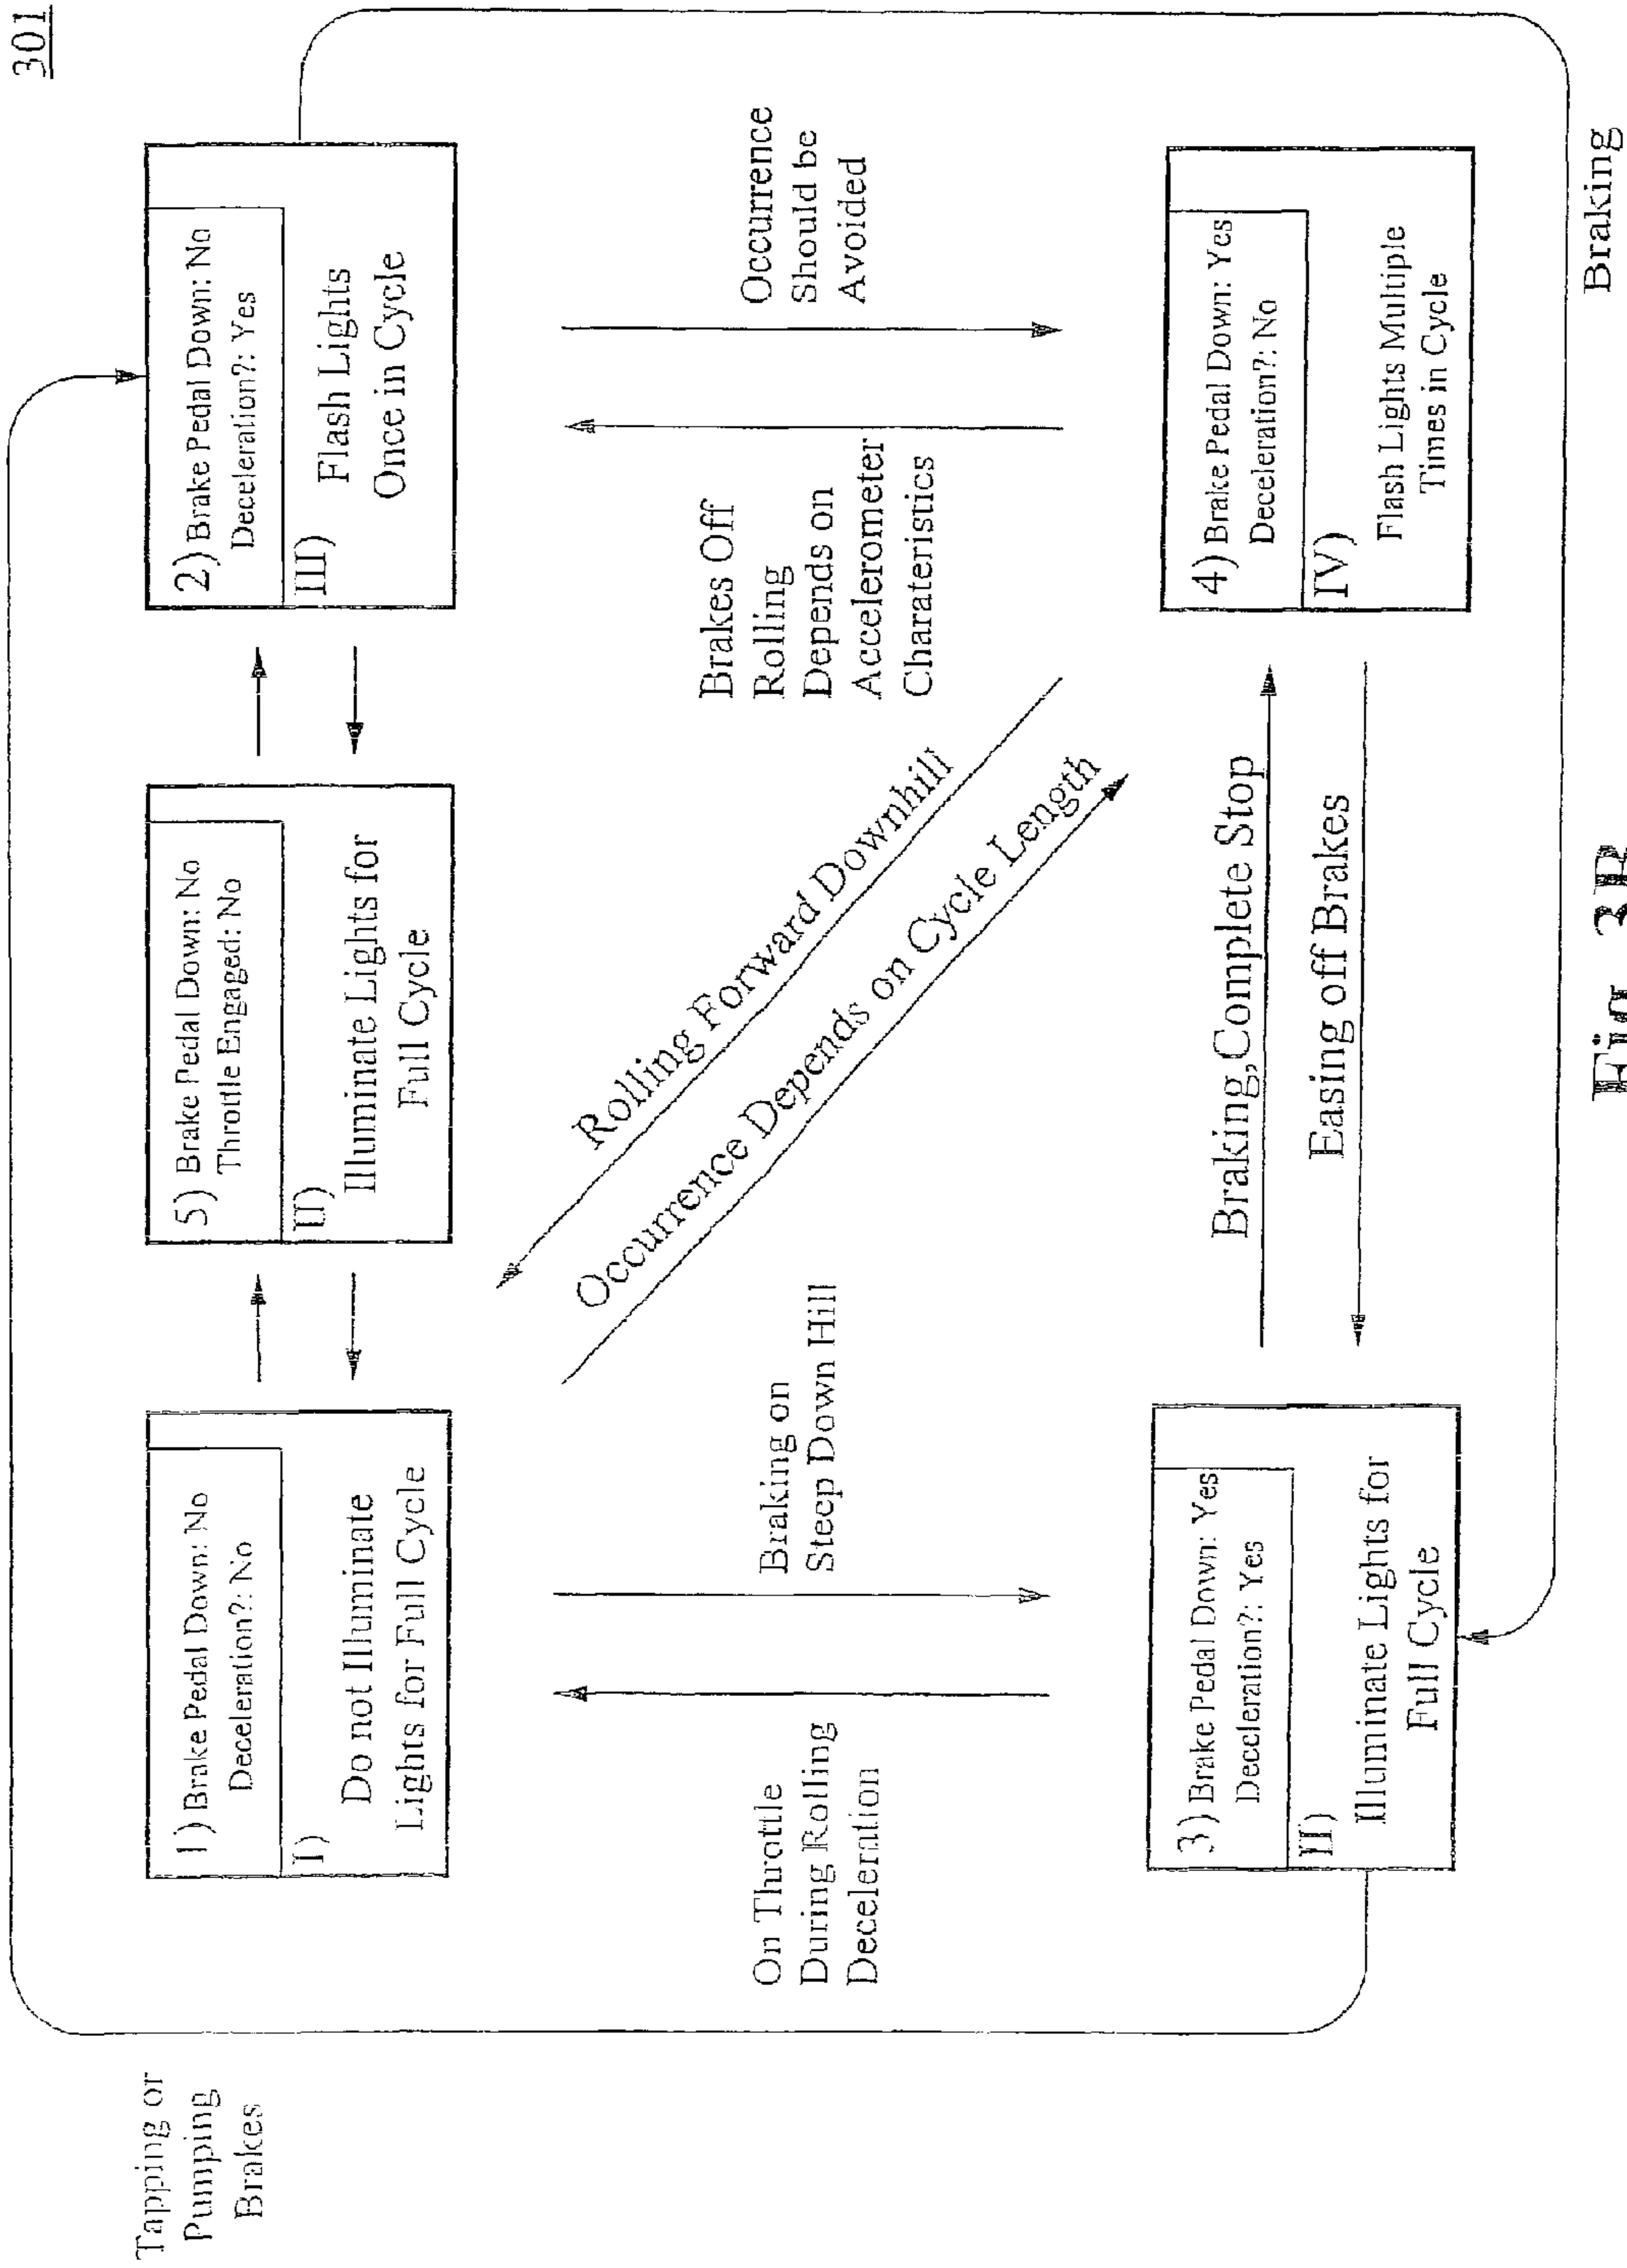 301
Tapping or
Pumping
Brakes
1) Brake Pedal Down: No
Deceleration?: No
I)
Do not Illuminate
Lights for Full Cycle
5) Brake Pedal Down: No
Throttle Engaged: No
II)
Illuminate Lights for
Full Cycle
2) Brake Pedal Down: No
Deceleration?: Yes
III)
Flash Lights
Once in Cycle
On Throttle
During Rolling
Deceleration
Braking on
Steep Down Hill
Rolling Forward Downhill
Occurrence Depends on Cycle Length
Brakes Off
Rolling
Depends on
Accelerometer
Charateristics
Occurrence
Should be
Avoided
3) Brake Pedal Down: Yes
Deceleration?: Yes
II)
Illuminate Lights for
Full Cycle
Braking,Complete Stop
Easing off Brakes
4) Brake Pedal Down: Yes
Deceleration?: No
IV)
Flash Lights Multiple
Times in Cycle
Braking
Fig. 3B